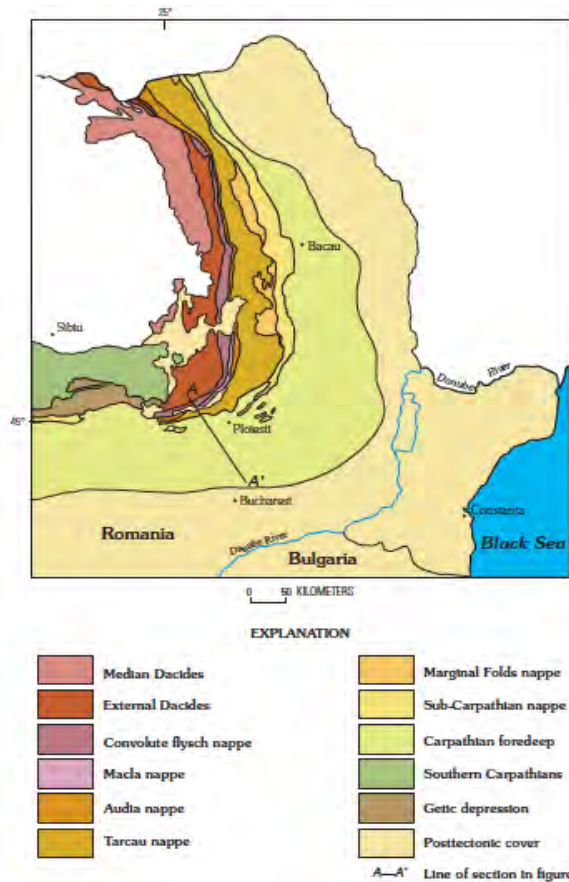 25°
Bacau
Sibiu
Danube River
A
45°
Ploiesti
A'
Bucharest
Constanta
Romania
Danube River
Bulgaria
Black Sea
0 50 KILOMETERS
EXPLANATION
Median Dacides
External Dacides
Convolute flysch nappe
Macla nappe
Audia nappe
Tarcau nappe
Marginal Folds nappe
Sub-Carpathian nappe
Carpathian foredeep
Southern Carpathians
Getic depression
Posttectonic cover
A—A' Line of section in figure